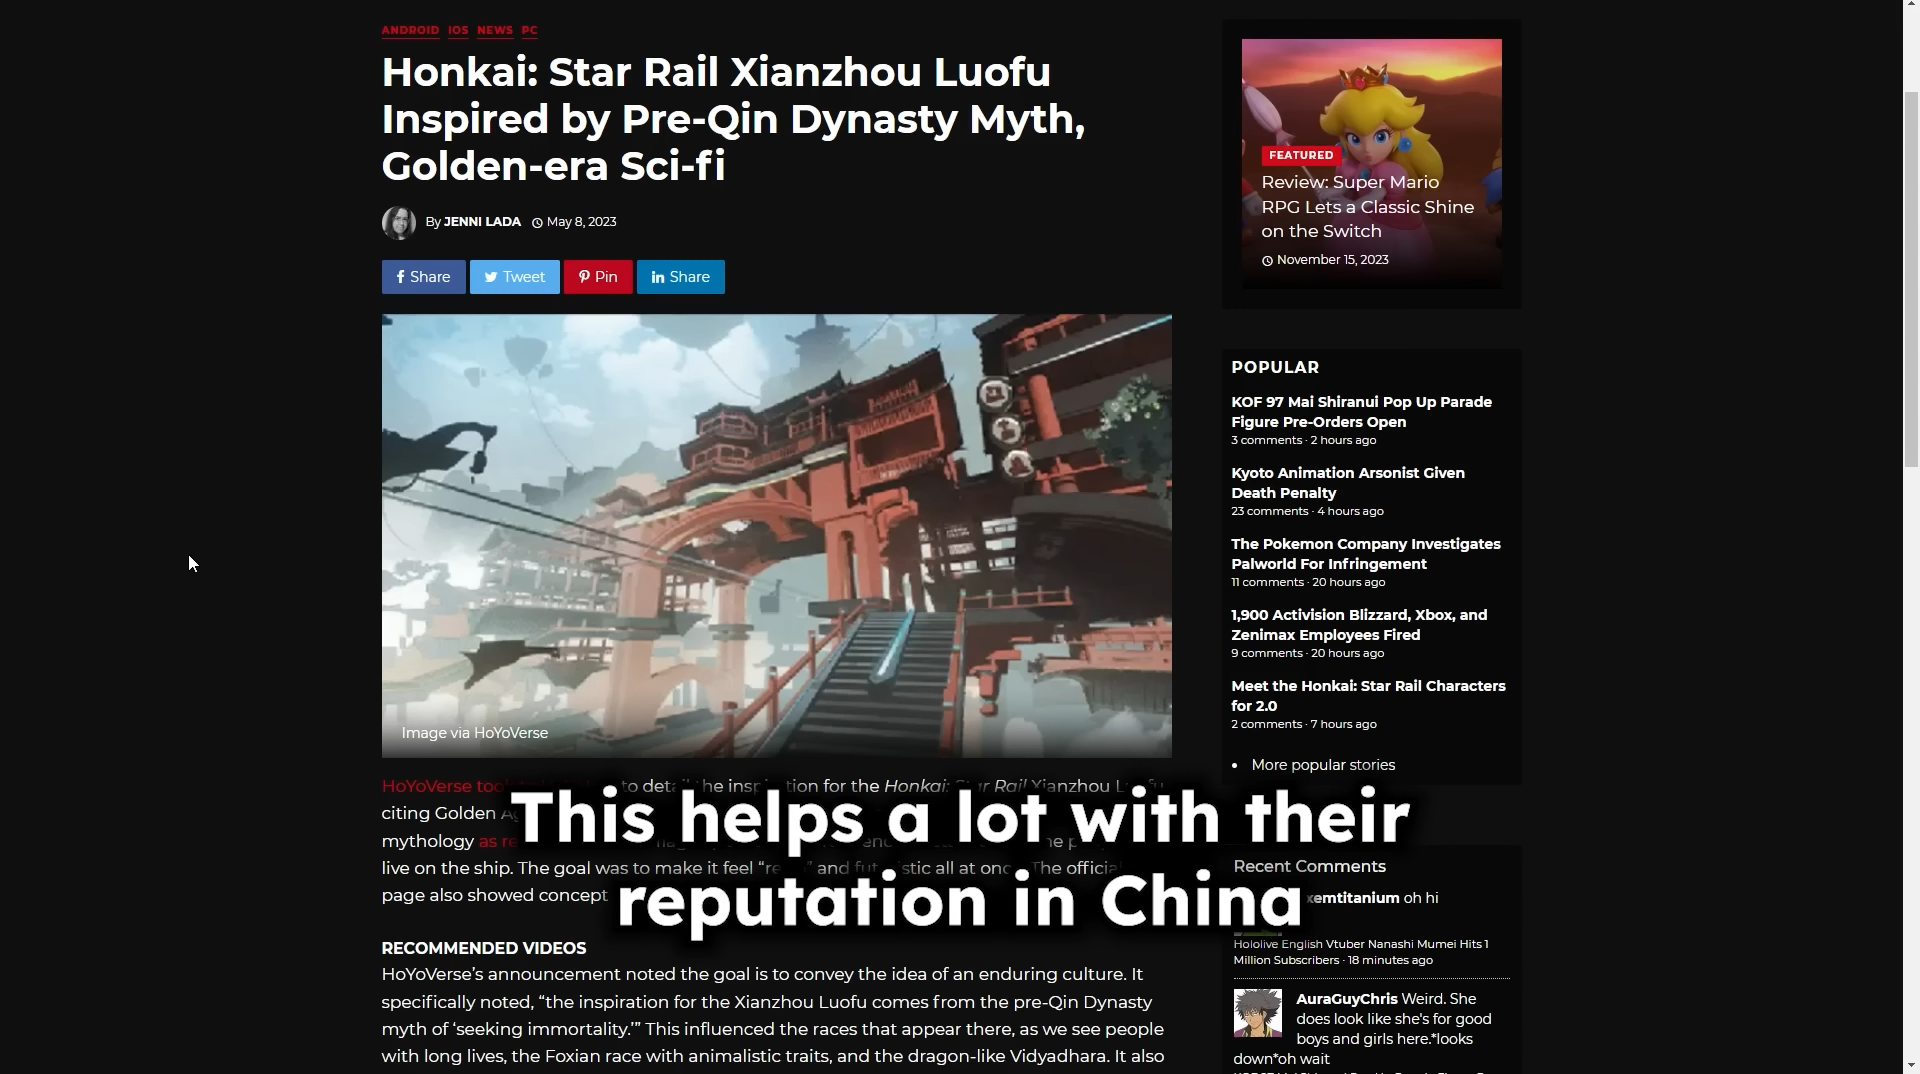 ANDROID IOS NEWS PC
Honkai: Star Rail Xianzhou Luofu
Inspired by Pre-Qin Dynasty Myth,
Golden-era Sci-fi
By JENNI LADA May 8, 2023
Share Tweet Pin Share
Image via HoYoVerse
HoYoVerse to detail the for the Honkai: Star Rail Xianzhou
citing Golden
mythology
live on the ship. The goal was to make it feel and all at The official
page also showed concept
This helps a lot with their
reputation in China
RECOMMENDED VIDEOS
HoYoVerse’s announcement noted the goal is to convey the idea of an enduring culture. It
specifically noted, “the inspiration for the Xianzhou Luofu comes from the pre-Qin Dynasty
myth of ‘seeking immortality.’” This influenced the races that appear there, as we see people
with long lives, the Foxian race with animalistic traits, and the dragon-like Vidyadhara. It also
FEATURED
Review: Super Mario
RPG Lets a Classic Shine
on the Switch
November 15, 2023
POPULAR
KOF 97 Mai Shiranui Pop Up Parade
Figure Pre-Orders Open
3 comments · 2 hours ago
Kyoto Animation Arsonist Given
Death Penalty
23 comments · 4 hours ago
The Pokemon Company Investigates
Palworld For Infringement
11 comments · 20 hours ago
1,900 Activision Blizzard, Xbox, and
Zenimax Employees Fired
9 comments · 20 hours ago
Meet the Honkai: Star Rail Characters
for 2.0
2 comments · 7 hours ago
More popular stories
Recent Comments
xemtitanium oh hi
Hololive English Vtuber Nanashi Mumei Hits 1
Million Subscribers · 18 minutes ago
AuraGuyChris Weird. She
does look like she's for good
boys and girls here.*looks
down*oh wait